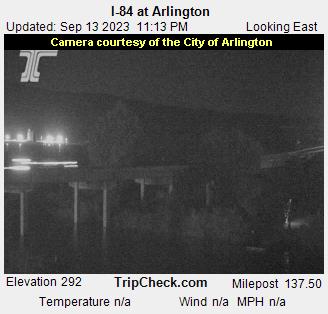 I-84 at Arlington
Updated: Sep 13 2023 11:13 PM Looking East
Camera courtesy of the City of Arlington
Elevation 292 TripCheck.com Milepost 137.50
Temperature n/a Wind n/a MPH n/a